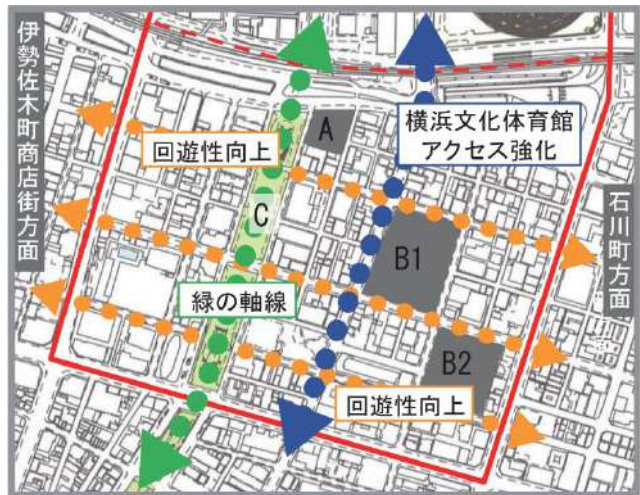 伊勢佐木町商店街方面
A
横浜文化体育館
アクセス強化
回遊性向上
石川町方面
C
B1
緑の軸線
B2
回遊性向上